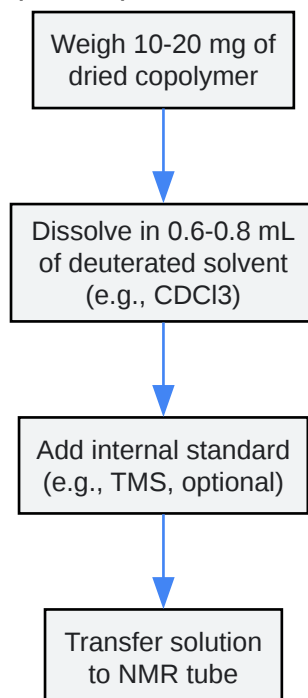 Weigh 10-20 mg of
dried copolymer
Dissolve in 0.6-0.8 mL
of deuterated solvent
(e.g., CDCl3)
Add internal standard
(e.g., TMS, optional)
Transfer solution
to NMR tube